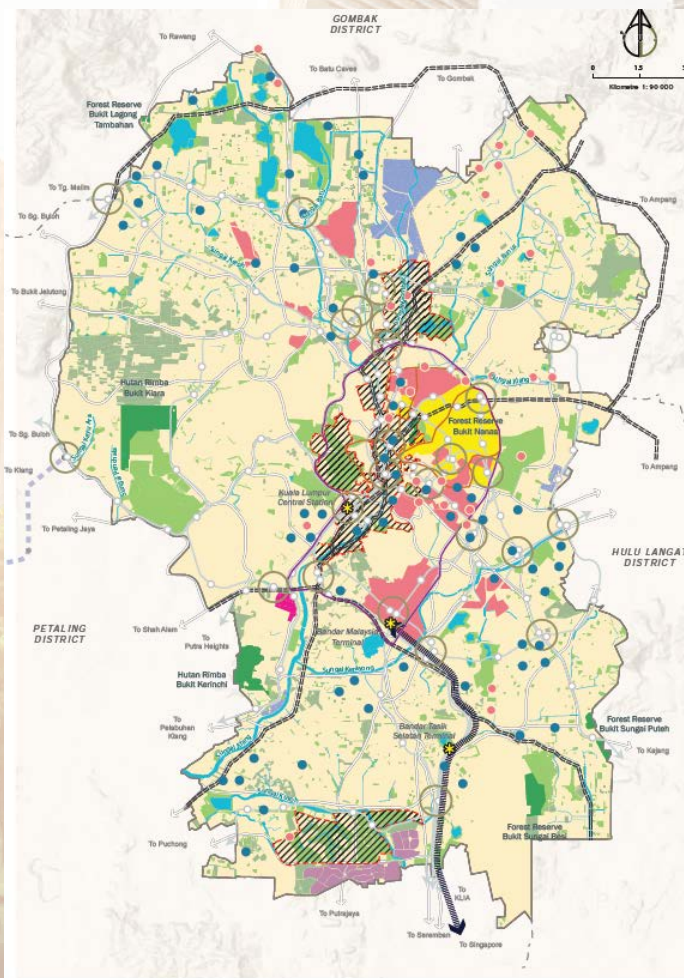 GOMBAK
DISTRICT
To Rawang
To Batu Caves
To Gombak
0
1.5
Kilometre 1: 90 000
Forest Reserve
Bukit Lagong
Tambahan
To Tg. Malim
To Sg. Buloh
To Ampang
To Bukit Jelutong
Hutan Rimba
Bukit Kiara
Sungai Klang
Forest Reserve
Bukit Nanas
To Sg. Buloh
To Klang
To Ampang
Kuala Lumpur
Central Station
To Petaling Jaya
HULU LANGAT
DISTRICT
PETALING
DISTRICT
To Shah Alam
To
Putra Heights
Bandar Malaysia
Terminal
Hutan Rimba
Bukit Kerinchi
To
Pelabuhan
Klang
Bandar Tasik
Selatan Terminal
Forest Reserve
Bukit Sungai Puteh
To Kajang
Forest Reserve
Bukit Sungai Besi
To Puchong
To
KLIA
To Putrajaya
To Seremban
To Singapore